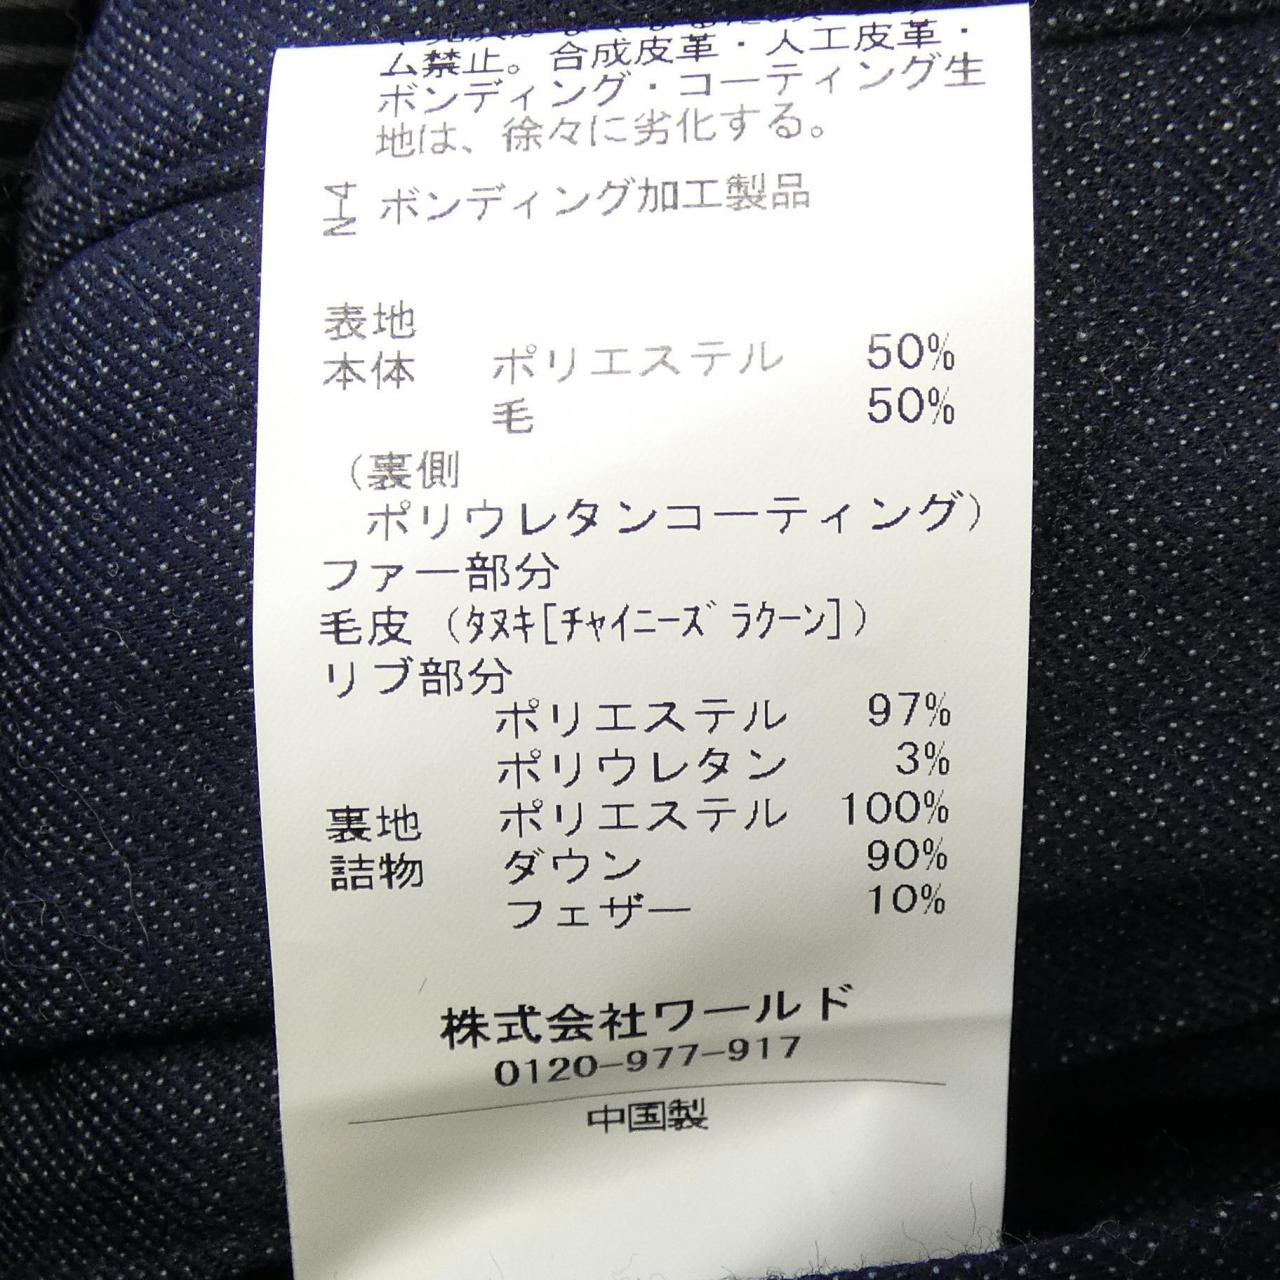 ム禁止。合成皮革・人工皮革・
ボンディング・コーティング生
地は、徐々に劣化する。
N14 ボンディング加工製品
表地
本体 ポリエステル 50%
毛 50%
（裏側
ポリウレタンコーティング）
ファー部分
毛皮（ﾀﾇｷ[ﾁｬｲﾆｰｽﾞﾗｸｰﾝ]）
リブ部分
ポリエステル 97%
ポリウレタン 3%
裏地 ポリエステル 100%
詰物 ダウン 90%
フェザー 10%
株式会社ワールド
0120-977-917
中国製